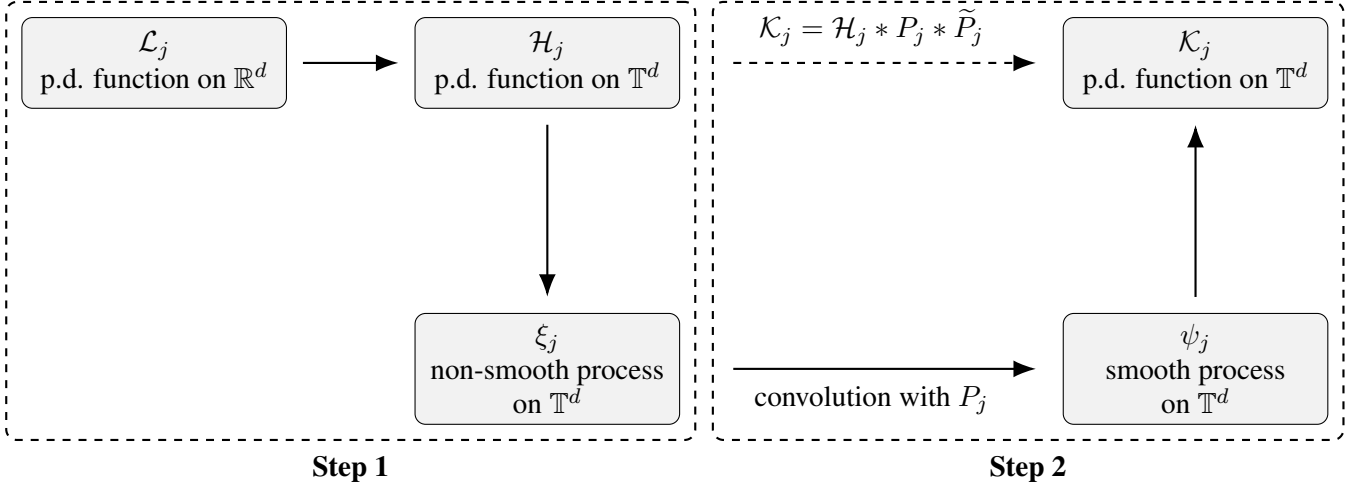 ℒ_j
p.d. function on ℝ^d
ℋ_j
p.d. function on 𝕋^d
𝒦_j = ℋ_j * P_j * P̃_j
𝒦_j
p.d. function on 𝕋^d
ξ_j
non-smooth process
on 𝕋^d
convolution with P_j
ψ_j
smooth process
on 𝕋^d
Step 1
Step 2